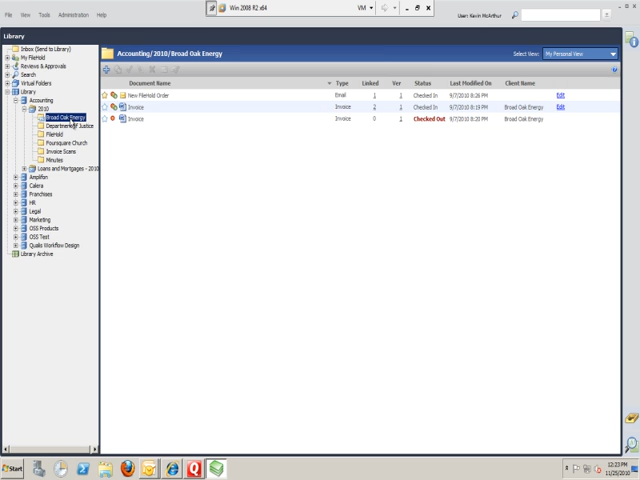 Win 2008 R2 x64
VM
File View Tools Administration Help
User: Kevin McArthur
Library
Inbox (Send to Library)
My FileHold
Reviews & Approvals
Search
Virtual Folders
Library
Accounting
2010
Broad Oak Energy
Department of Justice
FileHold
Foursquare Church
Invoice Scans
Minutes
Loans and Mortgages - 2010
Amplifon
Calera
Franchises
HR
Legal
Marketing
OSS Products
OSS Test
Qualis Workflow Design
Library Archive
Accounting/2010/Broad Oak Energy
Select View: My Personal View
Document Name Type Linked Ver Status Last Modified On Client Name
New FileHold Order Email 1 1 Checked In 9/7/2010 8:26 PM Edit
Invoice Invoice 2 1 Checked In 9/7/2010 8:19 PM Broad Oak Energy Edit
Invoice Invoice 0 1 Checked Out 9/7/2010 8:20 PM Broad Oak Energy
Start
12:23 PM
11/25/2010